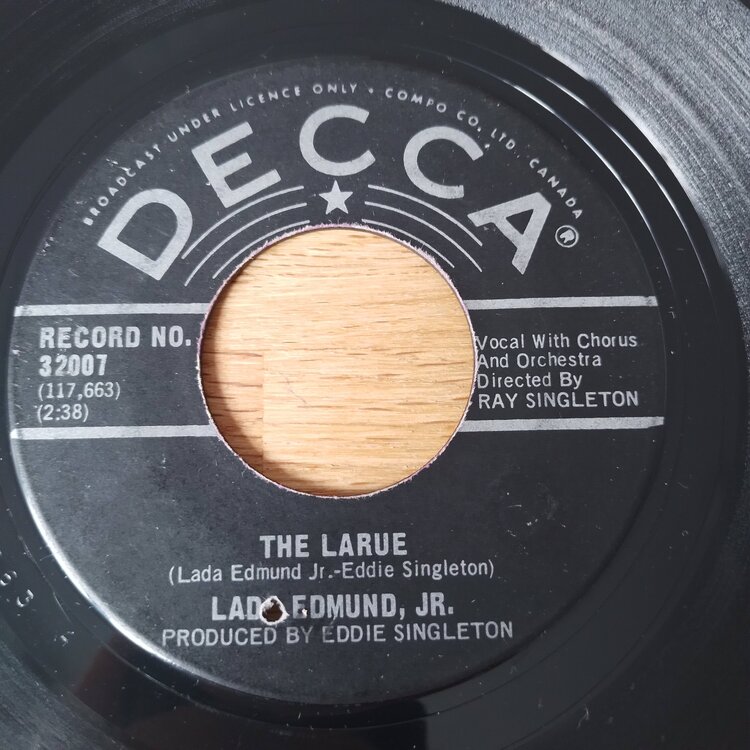 BROADCAST UNDER LICENCE ONLY • COMPO CO. LTD. CANADA
DECCA®
RECORD NO.
32007
(117,663)
(2:38)
Vocal With Chorus
And Orchestra
Directed By
RAY SINGLETON
THE LARUE
(Lada Edmund Jr.-Eddie Singleton)
LADA EDMUND, JR.
PRODUCED BY EDDIE SINGLETON